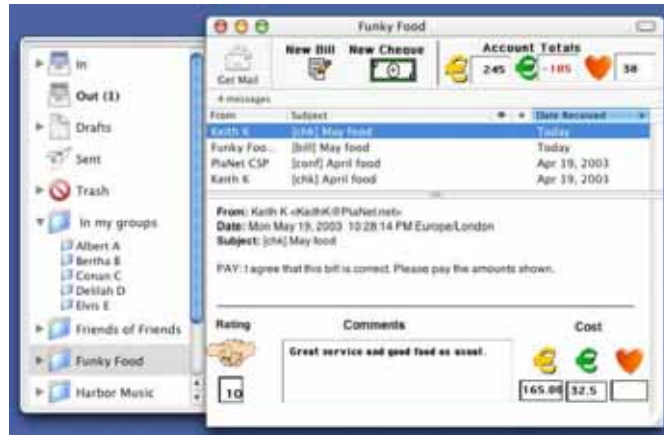 In
Out (1)
Drafts
Sent
Trash
In my groups
Albert A
Bertha B
Conan C
Delilah D
Elvis E
Friends of Friends
Funky Food
Harbor Music
Funky Food
Get Mail
New Bill New Cheque
Account Totals
245 -185 38
4 messages
From Subject Date Received
Keith K [chk] May food Today
Funky Foo... [bill] May food Today
PlaNet CSP [conf] April food Apr 19, 2003
Keith K [chk] April food Apr 19, 2003
From: Keith K <KeithK@PlaNet.net>
Date: Mon May 19, 2003 10:28:14 PM Europe/London
Subject: [chk] May food
PAY: I agree that this bill is correct. Please pay the amounts shown.
Rating Comments Cost
Great service and good food as usual.
10
165.00 32.5